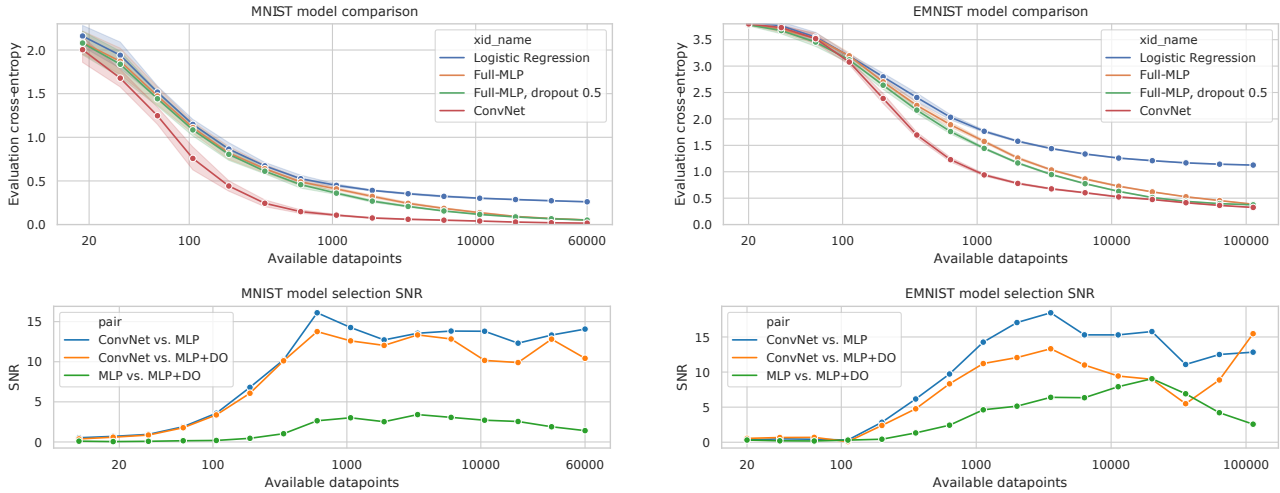 MNIST model comparison
Evaluation cross-entropy
2.0
1.5
1.0
0.5
0.0
xid_name
Logistic Regression
Full-MLP
Full-MLP, dropout 0.5
ConvNet
20
100
1000
10000
60000
Available datapoints
EMNIST model comparison
Evaluation cross-entropy
3.5
3.0
2.5
2.0
1.5
1.0
0.5
0.0
xid_name
Logistic Regression
Full-MLP
Full-MLP, dropout 0.5
ConvNet
20
100
1000
10000
100000
Available datapoints
MNIST model selection SNR
SNR
15
10
5
0
pair
ConvNet vs. MLP
ConvNet vs. MLP+DO
MLP vs. MLP+DO
20
100
1000
10000
60000
Available datapoints
EMNIST model selection SNR
SNR
15
10
5
0
pair
ConvNet vs. MLP
ConvNet vs. MLP+DO
MLP vs. MLP+DO
20
100
1000
10000
100000
Available datapoints